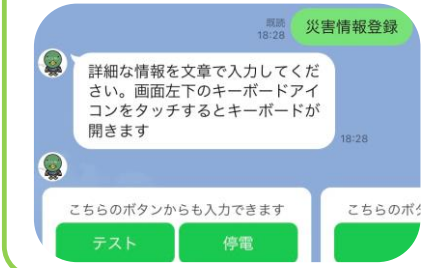 既読
18:28
災害情報登録
詳細な情報を文章で入力してくだ
さい。画面左下のキーボードアイ
コンをタッチするとキーボードが
開きます
18:28
こちらのボタンからも入力できます
こちらのボタ
テスト
停電